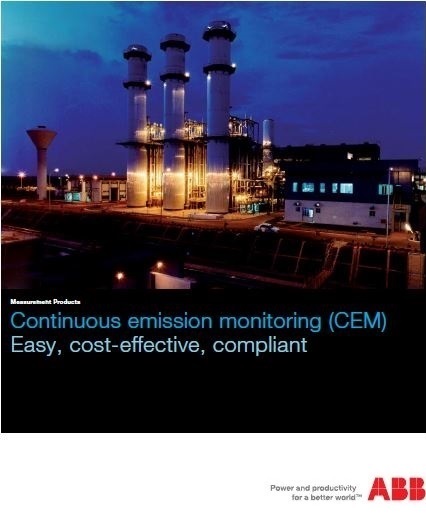 Measurement Products
Continuous emission monitoring (CEM)
Easy, cost-effective, compliant
Power and productivity
for a better world™
ABB